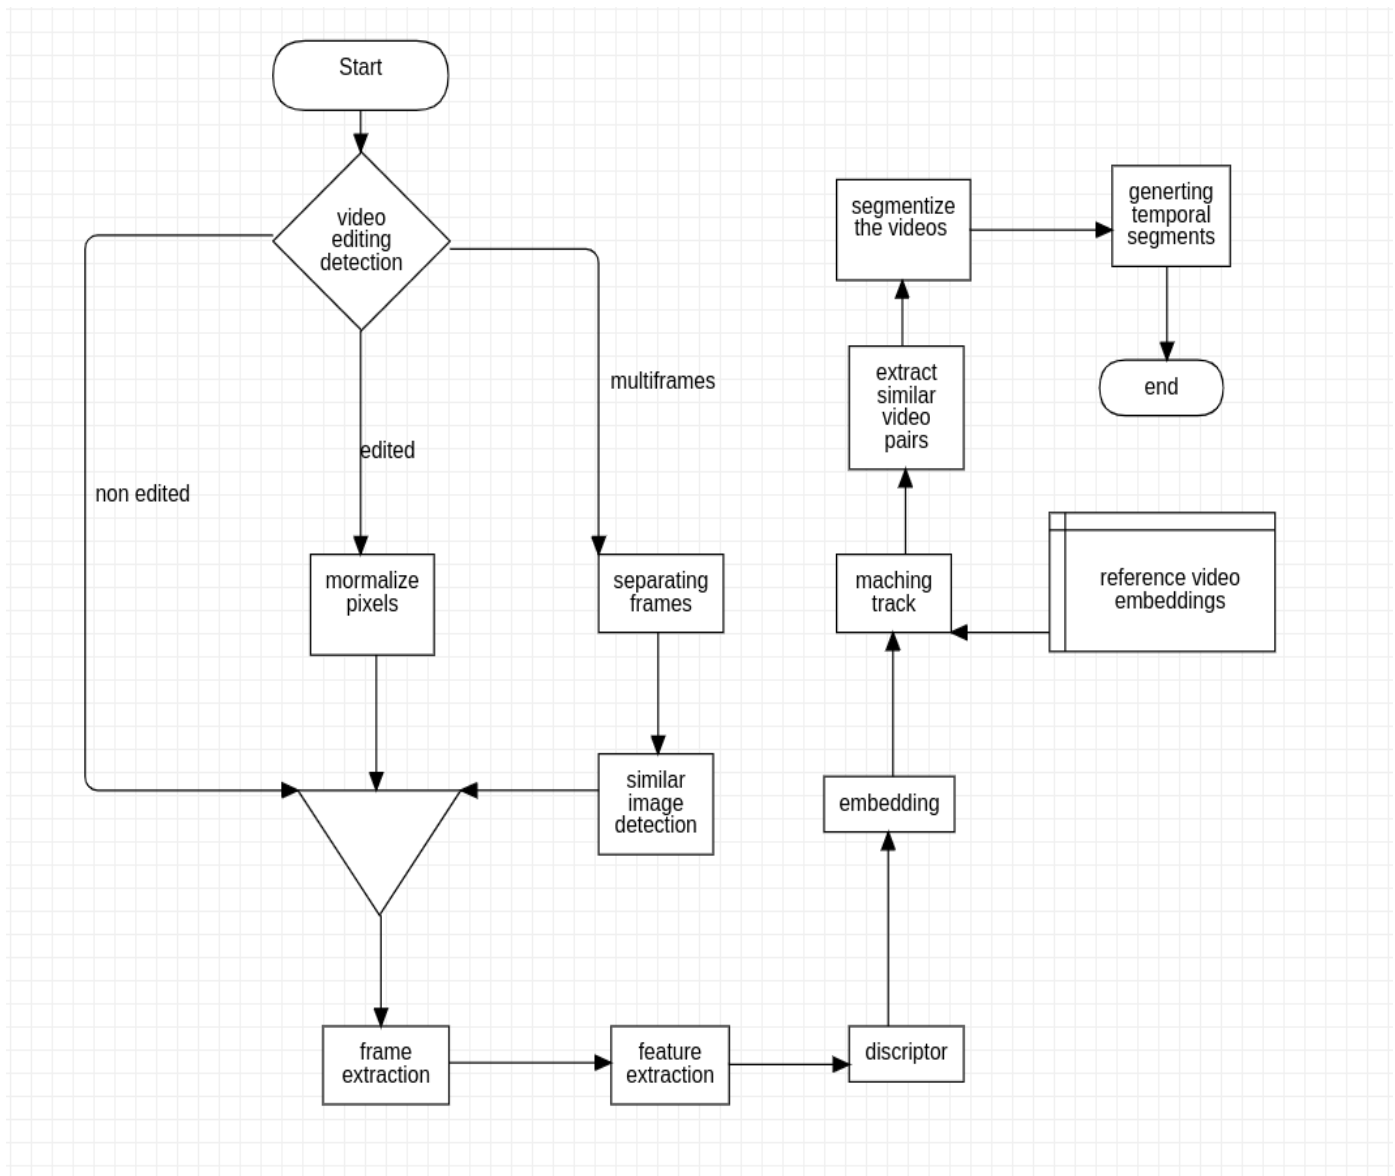 Start
video
editing
detection
non edited
edited
multiframes
mormalize
pixels
separating
frames
similar
image
detection
frame
extraction
feature
extraction
discriptor
embedding
maching
track
reference video
embeddings
extract
similar
video
pairs
segmentize
the videos
generting
temporal
segments
end